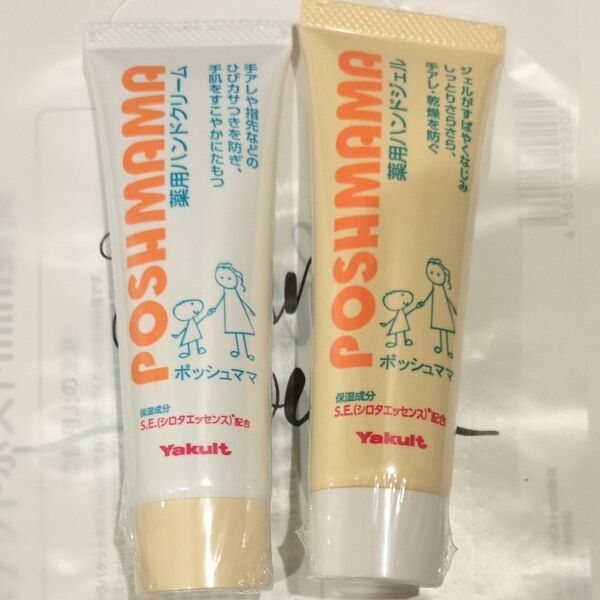 POSH MAMA
薬用ハンドクリーム
手アレや指先などの
ひびカサつきを防ぎ、
手肌をすこやかにたもつ
ポッシュママ
保湿成分
S.E.(シロタエッセンス)*配合
Yakult
POSH MAMA
薬用ハンドジェル
ジェルがすばやくなじみ
しっとりさらさら、
手アレ・乾燥を防ぐ
ポッシュママ
保湿成分
S.E.(シロタエッセンス)*配合
Yakult